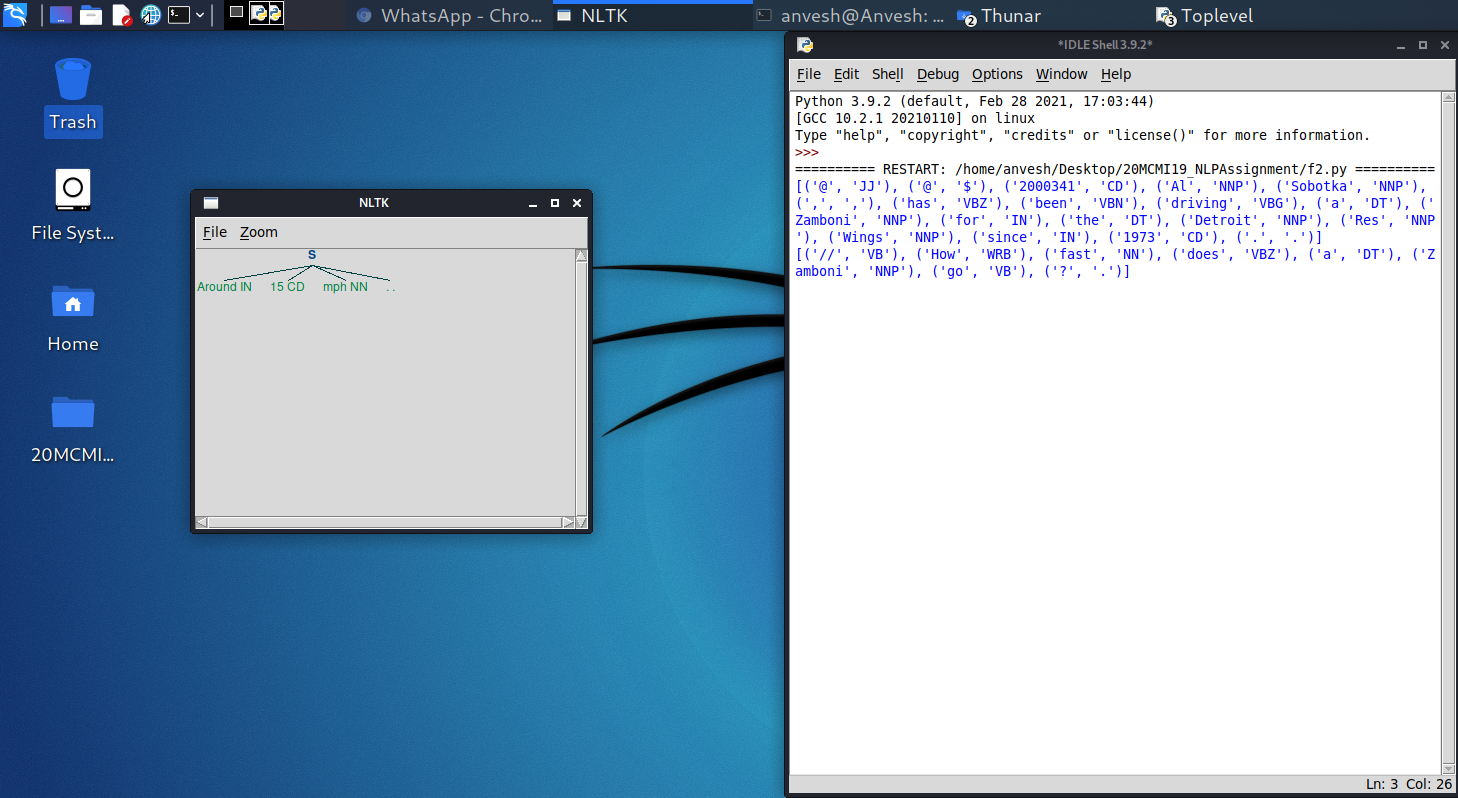 WhatsApp - Chro... NLTK anvesh@Anvesh: ... 2 Thunar 3 Toplevel
Trash
File Syst...
Home
20MCMI...
NLTK
File Zoom
S
Around IN 15 CD mph NN . .
*IDLE Shell 3.9.2*
File Edit Shell Debug Options Window Help
Python 3.9.2 (default, Feb 28 2021, 17:03:44)
[GCC 10.2.1 20210110] on linux
Type "help", "copyright", "credits" or "license()" for more information.
>>>
========== RESTART: /home/anvesh/Desktop/20MCMI19_NLPAssignment/f2.py ==========
[('@', 'JJ'), ('@', '$'), ('2000341', 'CD'), ('Al', 'NNP'), ('Sobotka', 'NNP'),
(',', ','), ('has', 'VBZ'), ('been', 'VBN'), ('driving', 'VBG'), ('a', 'DT'), ('
Zamboni', 'NNP'), ('for', 'IN'), ('the', 'DT'), ('Detroit', 'NNP'), ('Res', 'NNP
'), ('Wings', 'NNP'), ('since', 'IN'), ('1973', 'CD'), ('.', '.')]
[('//', 'VB'), ('How', 'WRB'), ('fast', 'NN'), ('does', 'VBZ'), ('a', 'DT'), ('Z
amboni', 'NNP'), ('go', 'VB'), ('?', '.')]
Ln: 3 Col: 26